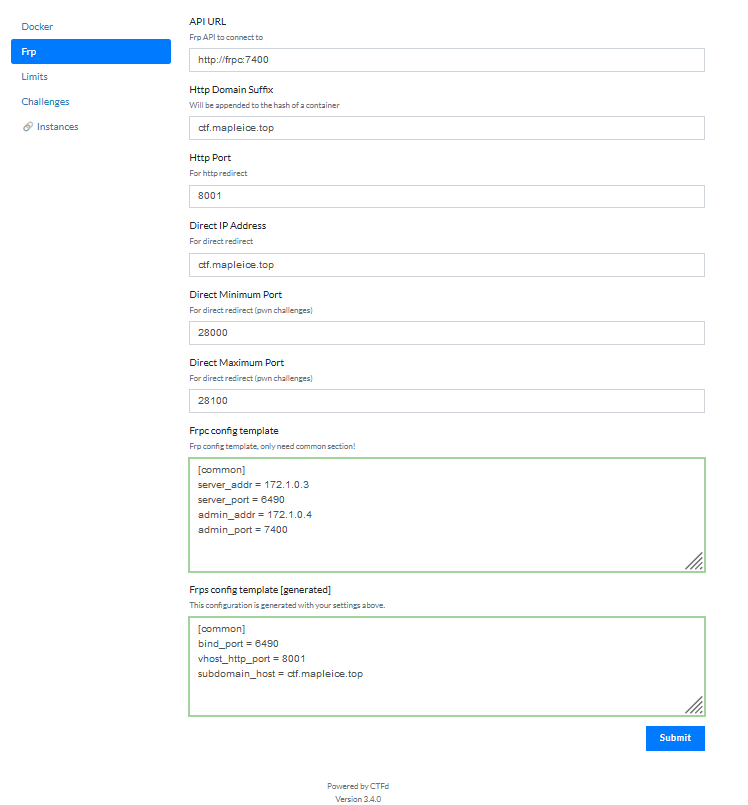 Docker
Frp
Limits
Challenges
Instances
API URL
Frp API to connect to
http://frpc:7400
Http Domain Suffix
Will be appended to the hash of a container
ctf.mapleice.top
Http Port
For http redirect
8001
Direct IP Address
For direct redirect
ctf.mapleice.top
Direct Minimum Port
For direct redirect (pwn challenges)
28000
Direct Maximum Port
For direct redirect (pwn challenges)
28100
Frpc config template
Frp config template, only need common section!
[common]
server_addr = 172.1.0.3
server_port = 6490
admin_addr = 172.1.0.4
admin_port = 7400
Frps config template [generated]
This configuration is generated with your settings above.
[common]
bind_port = 6490
vhost_http_port = 8001
subdomain_host = ctf.mapleice.top
Submit
Powered by CTFd
Version 3.4.0